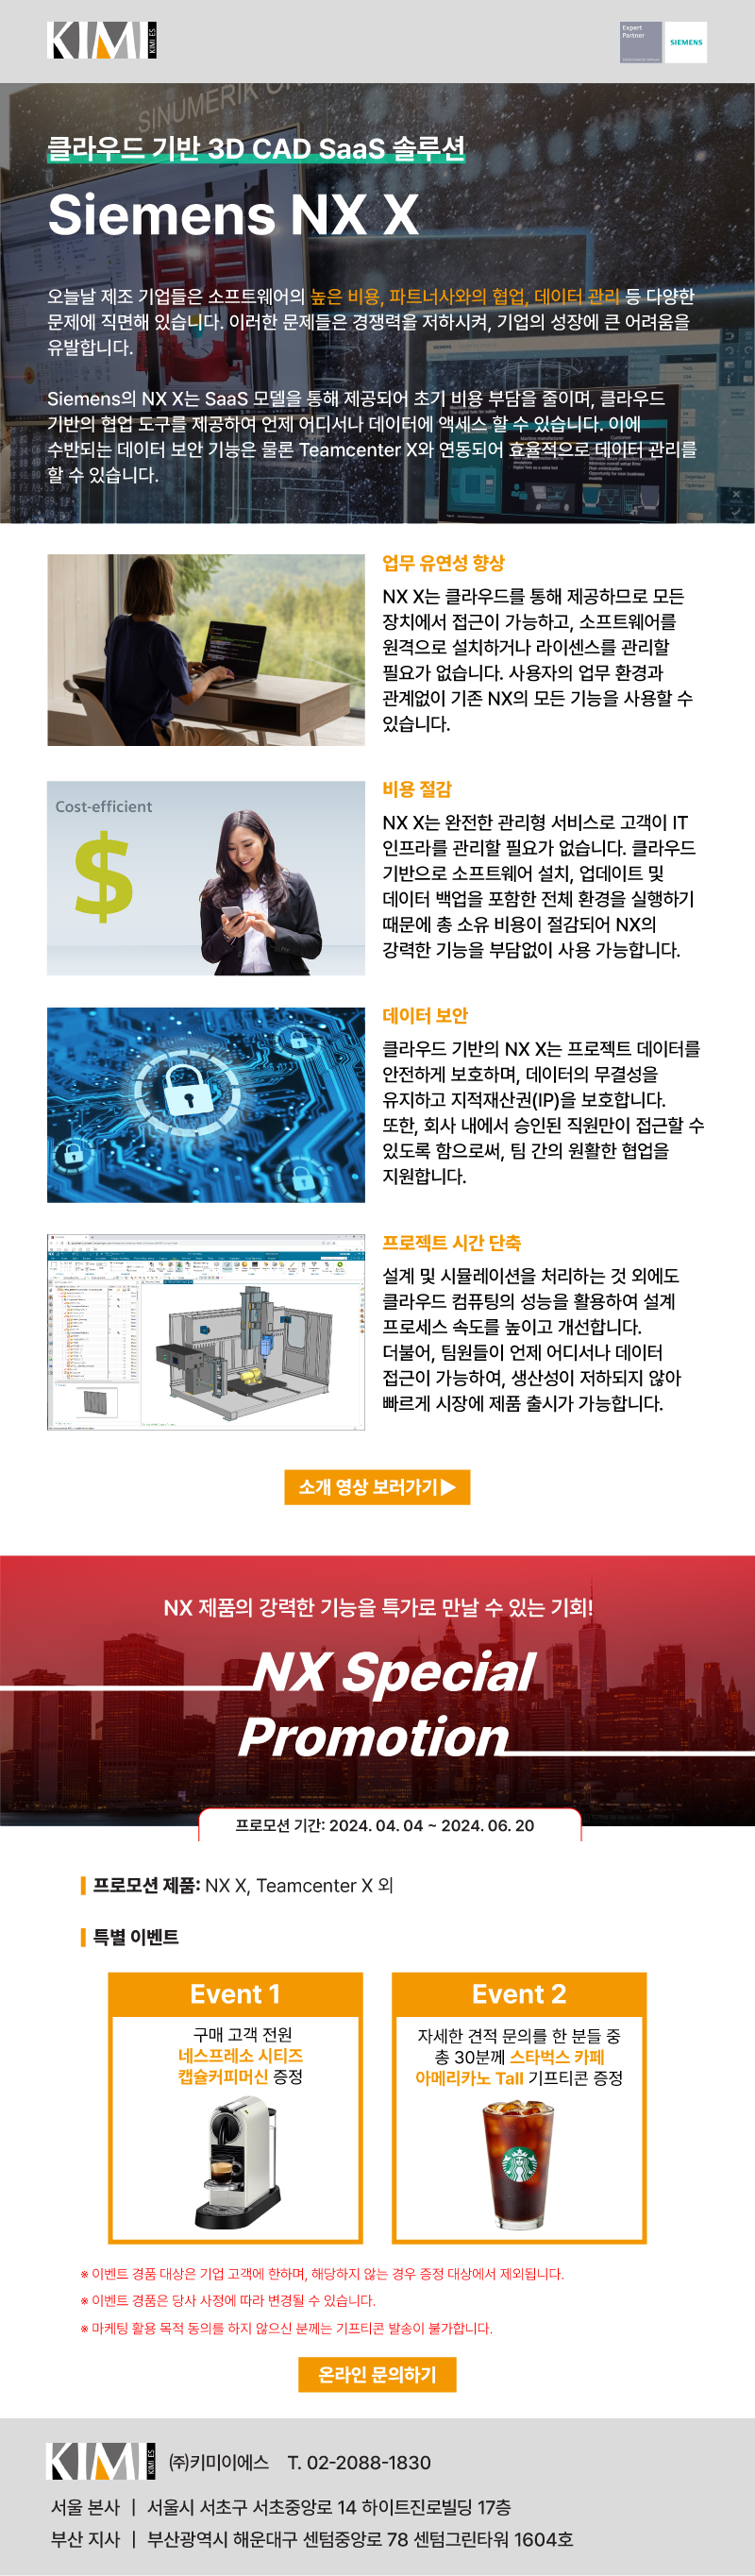 KIMI
KIMI ES
Expert
Partner
SIEMENS
SINUMERIK
클라우드 기반 3D CAD SaaS 솔루션
Siemens NX X
오늘날 제조 기업들은 소프트웨어의 높은 비용, 파트너사와의 협업, 데이터 관리 등 다양한
문제에 직면해 있습니다. 이러한 문제들은 경쟁력을 저하시켜, 기업의 성장에 큰 어려움을
유발합니다.
Siemens의 NX X는 SaaS 모델을 통해 제공되어 초기 비용 부담을 줄이며, 클라우드
기반의 협업 도구를 제공하여 언제 어디서나 데이터에 액세스 할 수 있습니다. 이에
수반되는 데이터 보안 기능은 물론 Teamcenter X와 연동되어 효율적으로 데이터 관리를
할 수 있습니다.
업무 유연성 향상
NX X는 클라우드를 통해 제공하므로 모든
장치에서 접근이 가능하고, 소프트웨어를
원격으로 설치하거나 라이센스를 관리할
필요가 없습니다. 사용자의 업무 환경과
관계없이 기존 NX의 모든 기능을 사용할 수
있습니다.
Cost-efficient
$
비용 절감
NX X는 완전한 관리형 서비스로 고객이 IT
인프라를 관리할 필요가 없습니다. 클라우드
기반으로 소프트웨어 설치, 업데이트 및
데이터 백업을 포함한 전체 환경을 실행하기
때문에 총 소유 비용이 절감되어 NX의
강력한 기능을 부담없이 사용 가능합니다.
데이터 보안
클라우드 기반의 NX X는 프로젝트 데이터를
안전하게 보호하며, 데이터의 무결성을
유지하고 지적재산권(IP)을 보호합니다.
또한, 회사 내에서 승인된 직원만이 접근할 수
있도록 함으로써, 팀 간의 원활한 협업을
지원합니다.
프로젝트 시간 단축
설계 및 시뮬레이션을 처리하는 것 외에도
클라우드 컴퓨팅의 성능을 활용하여 설계
프로세스 속도를 높이고 개선합니다.
더불어, 팀원들이 언제 어디서나 데이터
접근이 가능하여, 생산성이 저하되지 않아
빠르게 시장에 제품 출시가 가능합니다.
소개 영상 보러가기▶
NX 제품의 강력한 기능을 특가로 만날 수 있는 기회!
NX Special
Promotion
프로모션 기간: 2024. 04. 04 ~ 2024. 06. 20
프로모션 제품: NX X, Teamcenter X 외
특별 이벤트
Event 1
구매 고객 전원
네스프레소 시티즈
캡슐커피머신 증정
Event 2
자세한 견적 문의를 한 분들 중
총 30분께 스타벅스 카페
아메리카노 Tall 기프티콘 증정
※ 이벤트 경품 대상은 기업 고객에 한하며, 해당하지 않는 경우 증정 대상에서 제외됩니다.
※ 이벤트 경품은 당사 사정에 따라 변경될 수 있습니다.
※ 마케팅 활용 목적 동의를 하지 않으신 분께는 기프티콘 발송이 불가합니다.
온라인 문의하기
KIMI
KIMI ES
㈜키미이에스 T. 02-2088-1830
서울 본사 | 서울시 서초구 서초중앙로 14 하이트진로빌딩 17층
부산 지사 | 부산광역시 해운대구 센텀중앙로 78 센텀그린타워 1604호